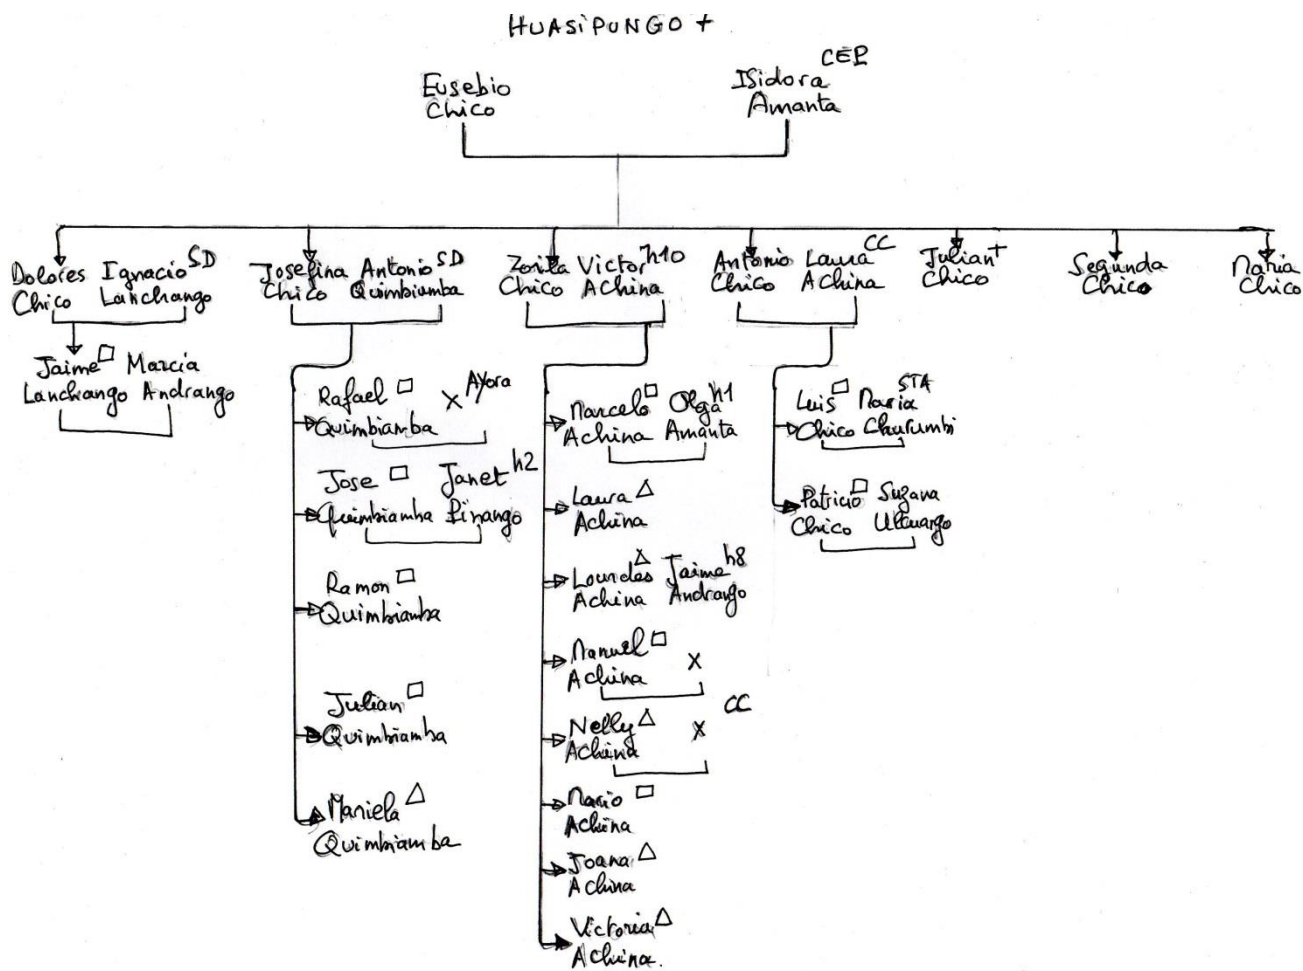 HUASIPUNGO +
Eusebio
Chico
Isidora CEP
Amanta
Dolores Ignacio SD
Chico Lanchango
Josefina Antonio SD
Chico Quimbiamba
Zoila Victor h10
Chico Achina
Antonio Laura CC
Chico Achina
Julian +
Chico
Segunda
Chico
Maria
Chico
Jaime Marcia
Lanchango Andrango
Rafael X Ayora
Quimbiamba
Jose Janet h2
Quimbiamba Pinango
Ramon
Quimbiamba
Julian
Quimbiamba
Mariela
Quimbiamba
Marcelo Olga h1
Achina Amanta
Laura
Achina
Lourdes Jaime h8
Achina Andrango
Manuel X
Achina
Nelly X CC
Achina
Mario
Achina
Joana
Achina
Victoria
Achina.
Luis Maria STA
Chico Churumbi
Patricio Suzana
Chico Ulcuango